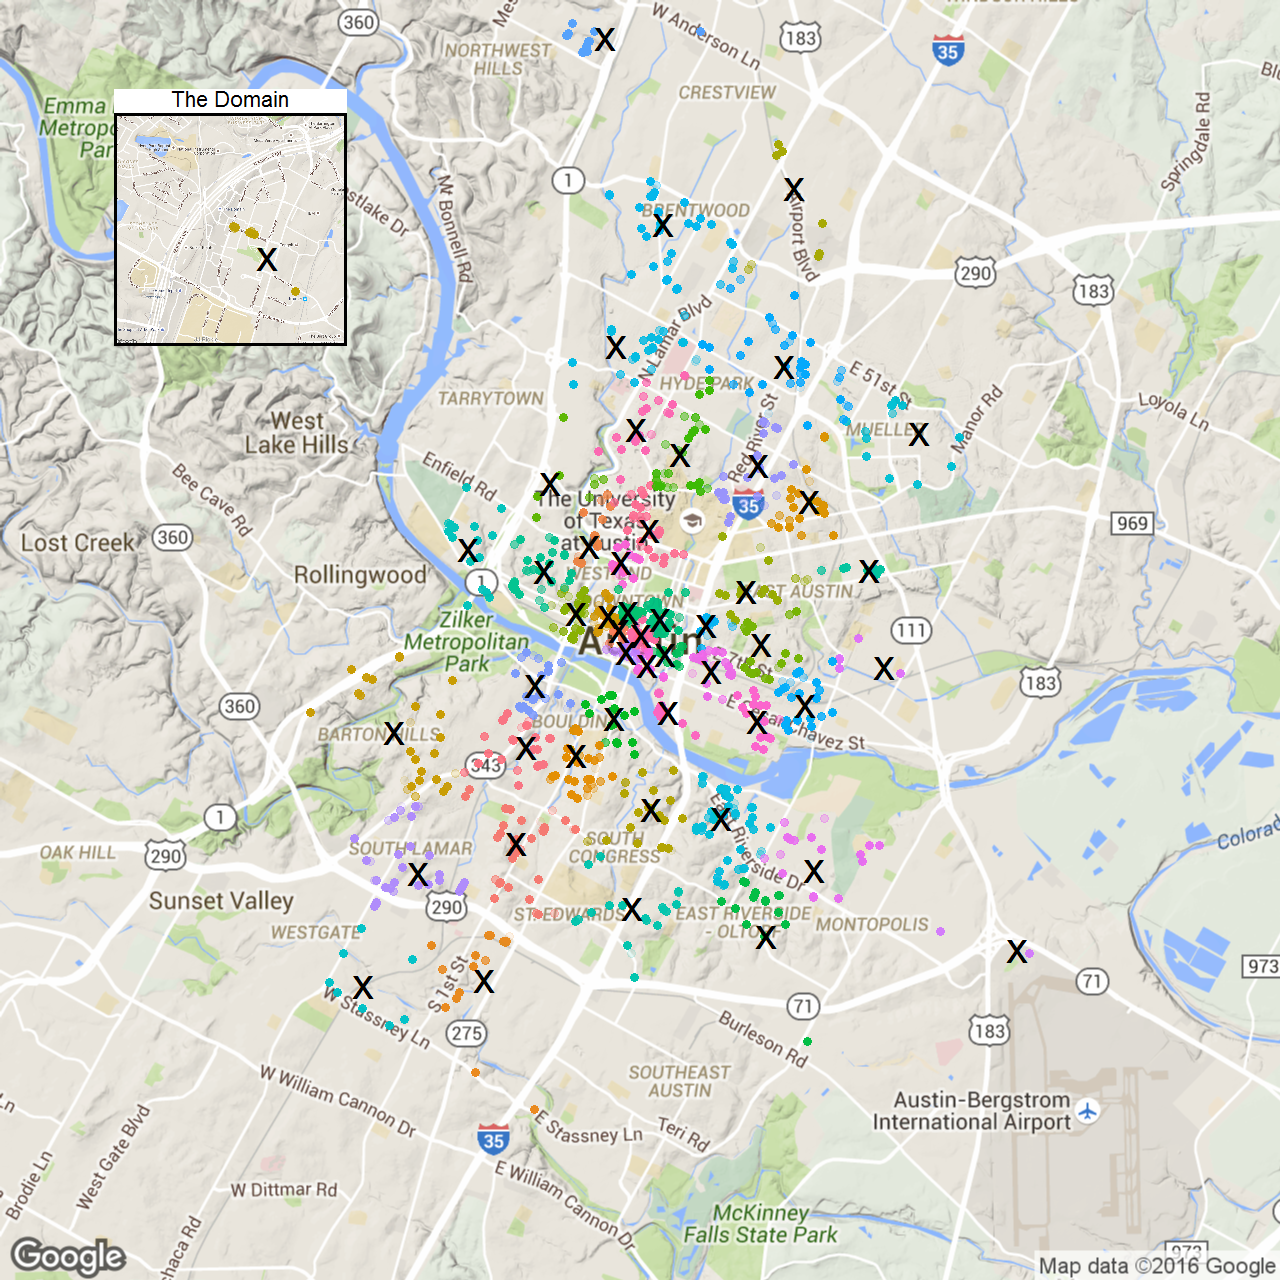 360
W Anderson Ln
183
35
NORTHWEST
HILLS
CRESTVIEW
The Domain
Emma
Metropo
Par
Springdale Rd
1
Mt Bonnell Rd
BRENTWOOD
Airport Blvd
290
183
N Lamar Blvd
HYDE PARK
E 51st
TARRYTOWN
West
Lake Hills
Red River St
MUELLER
Manor Rd
Loyola Ln
Enfield Rd
Bee Cave Rd
35
The University
of Texas
at Austin
969
Lost Creek
360
Rollingwood
1
WEST END
DOWNTOWN
EAST AUSTIN
Zilker
Metropolitan
Park
Austin
111
7th St
183
360
BARTON HILLS
BOULDIN
E Cesar Chavez St
343
1
East Riverside Dr
Colorad
OAK HILL
290
SOUTH LAMAR
SOUTH
CONGRESS
Sunset Valley
290
ST. EDWARDS
EAST RIVERSIDE
- OLTORF
MONTOPOLIS
WESTGATE
973
S 1st St
71
71
W Stassney Ln
275
Burleson Rd
183
SOUTHEAST
AUSTIN
W William Cannon Dr
Austin-Bergstrom
International Airport
35
E Stassney Ln
Teri Rd
West Gate Blvd
Brodie Ln
W Dittmar Rd
E William Cannon Dr
McKinney
Falls State Park
973
Google
Map data ©2016 Google